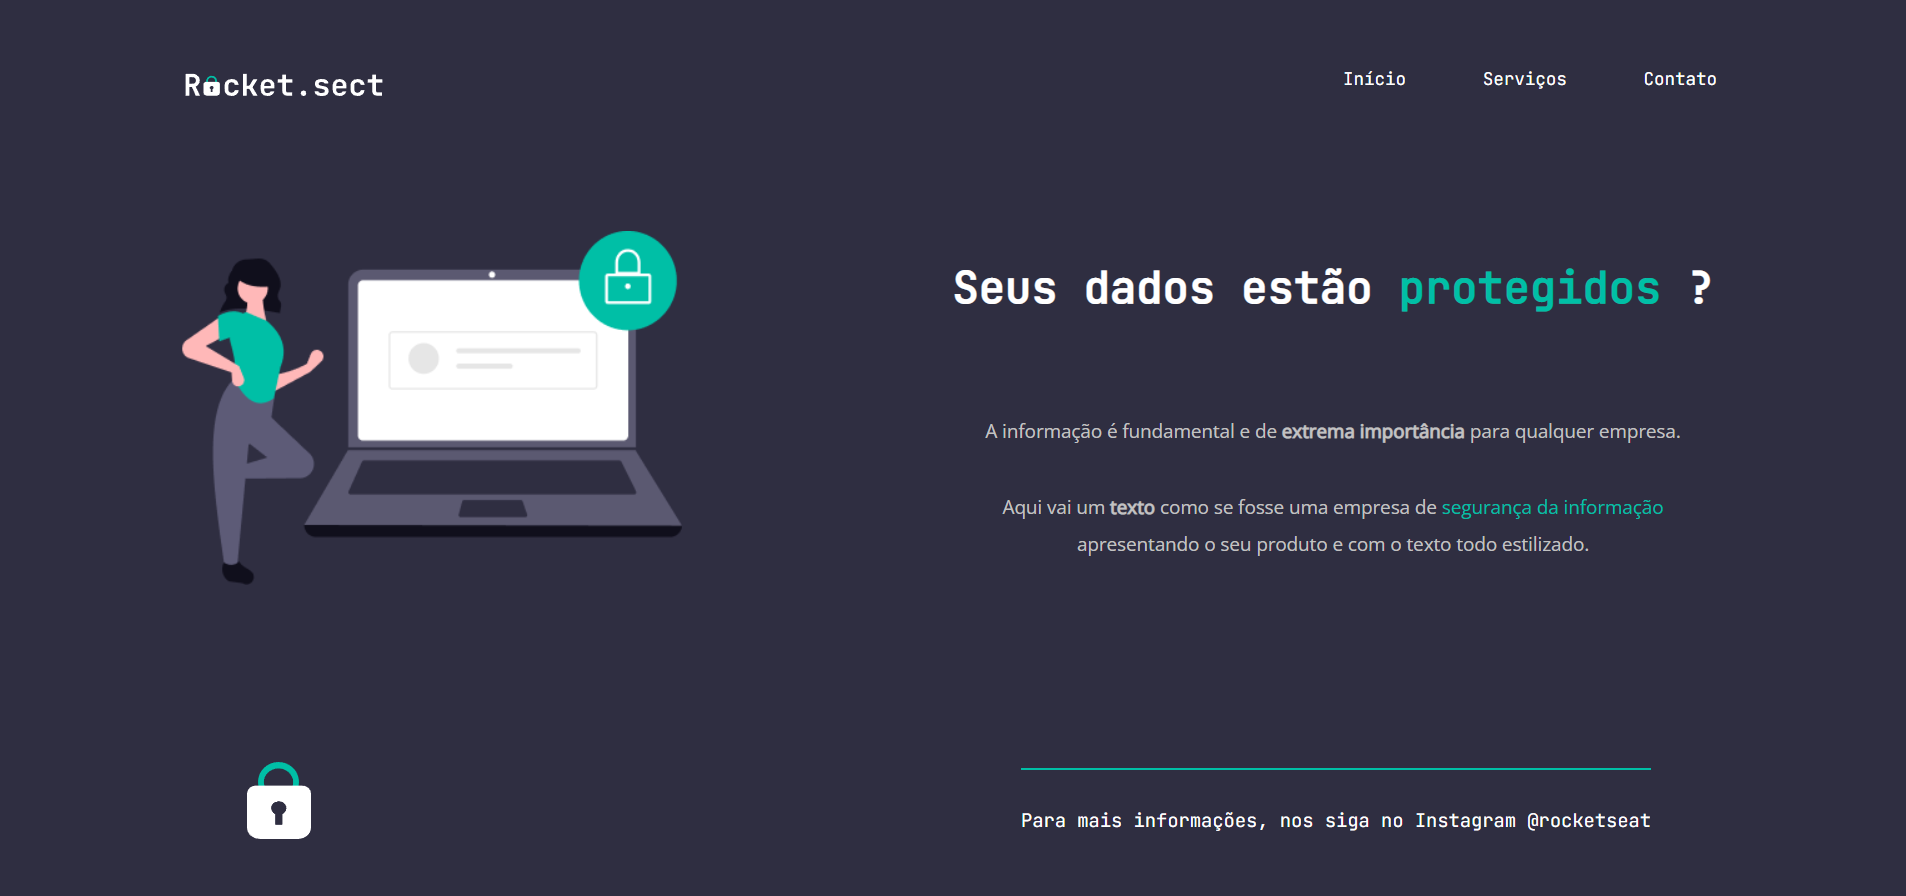 Rocket.sect
Início Serviços Contato
Seus dados estão protegidos ?
A informação é fundamental e de extrema importância para qualquer empresa.
Aqui vai um texto como se fosse uma empresa de segurança da informação
apresentando o seu produto e com o texto todo estilizado.
Para mais informações, nos siga no Instagram @rocketseat